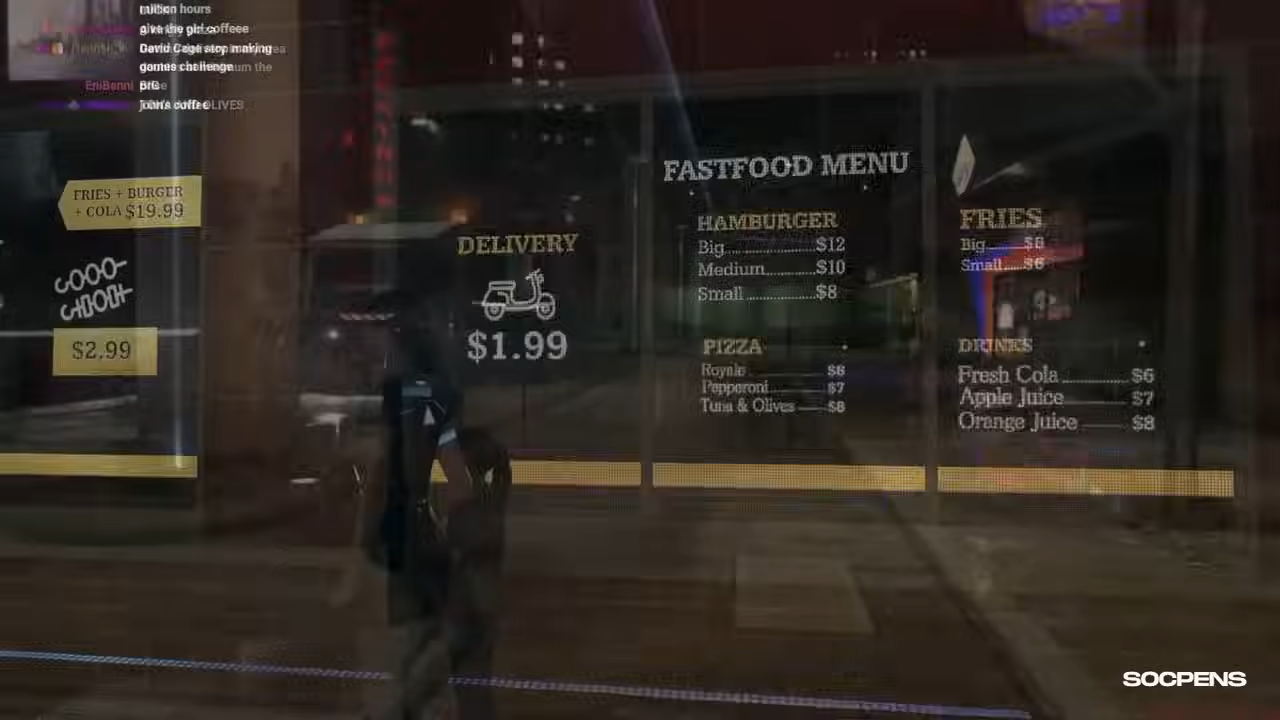 million hours
give the girl coffeee
David Cage stop making
games challenge
EniBenni
John's coffee
FRIES + BURGER
+ COLA $19.99
$2.99
DELIVERY
$1.99
FASTFOOD MENU
HAMBURGER
Big $12
Medium $10
Small $8
PIZZA
Royale $6
Pepperoni $7
Tuna & Olives $8
FRIES
Big $8
Small $6
DRINKS
Fresh Cola $6
Apple Juice $7
Orange Juice $8
SOCPENS